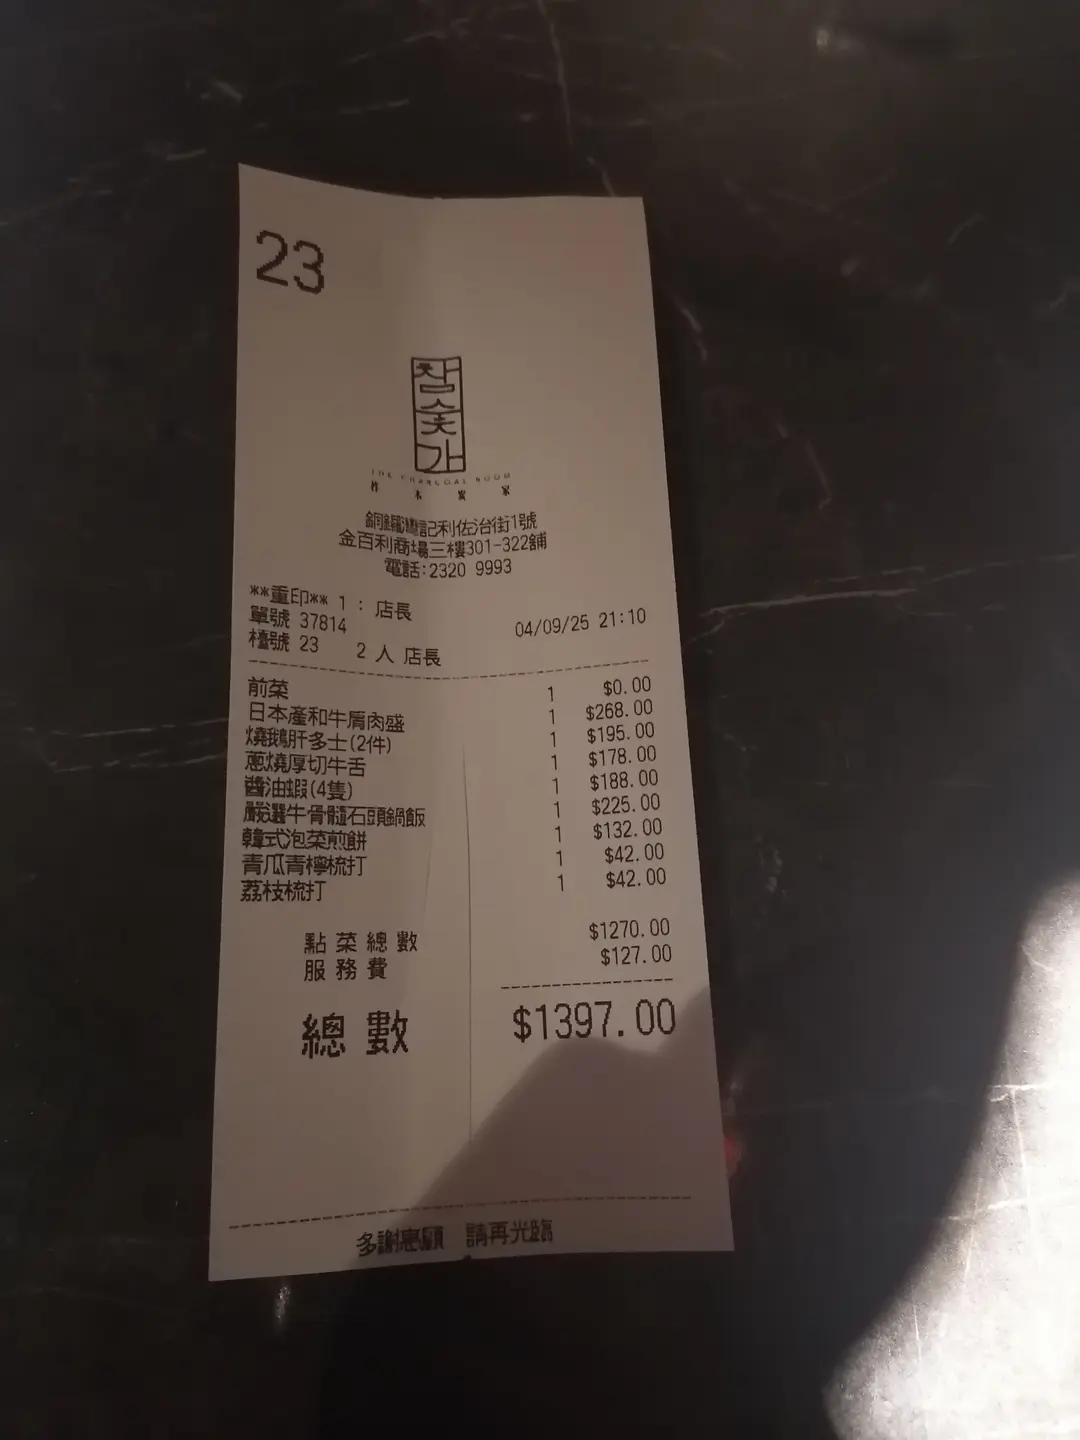 23
참숯가
THE CHARCOAL ROOM
柞木炭家
銅鑼灣記利佐治街1號
金百利商場三樓301-322舖
電話:2320 9993
**重印** 1 : 店長
單號 37814 04/09/25 21:10
檯號 23 2 人 店長
前菜 1 $0.00
日本產和牛肩肉盛 1 $268.00
燒鵝肝多士(2件) 1 $195.00
蔥燒厚切牛舌 1 $178.00
醬油蝦(4隻) 1 $188.00
嚴選牛骨髓石頭鍋飯 1 $225.00
韓式泡菜煎餅 1 $132.00
青瓜青檸梳打 1 $42.00
荔枝梳打 1 $42.00
點菜總數 $1270.00
服務費 $127.00
總數 $1397.00
多謝惠顧 請再光臨